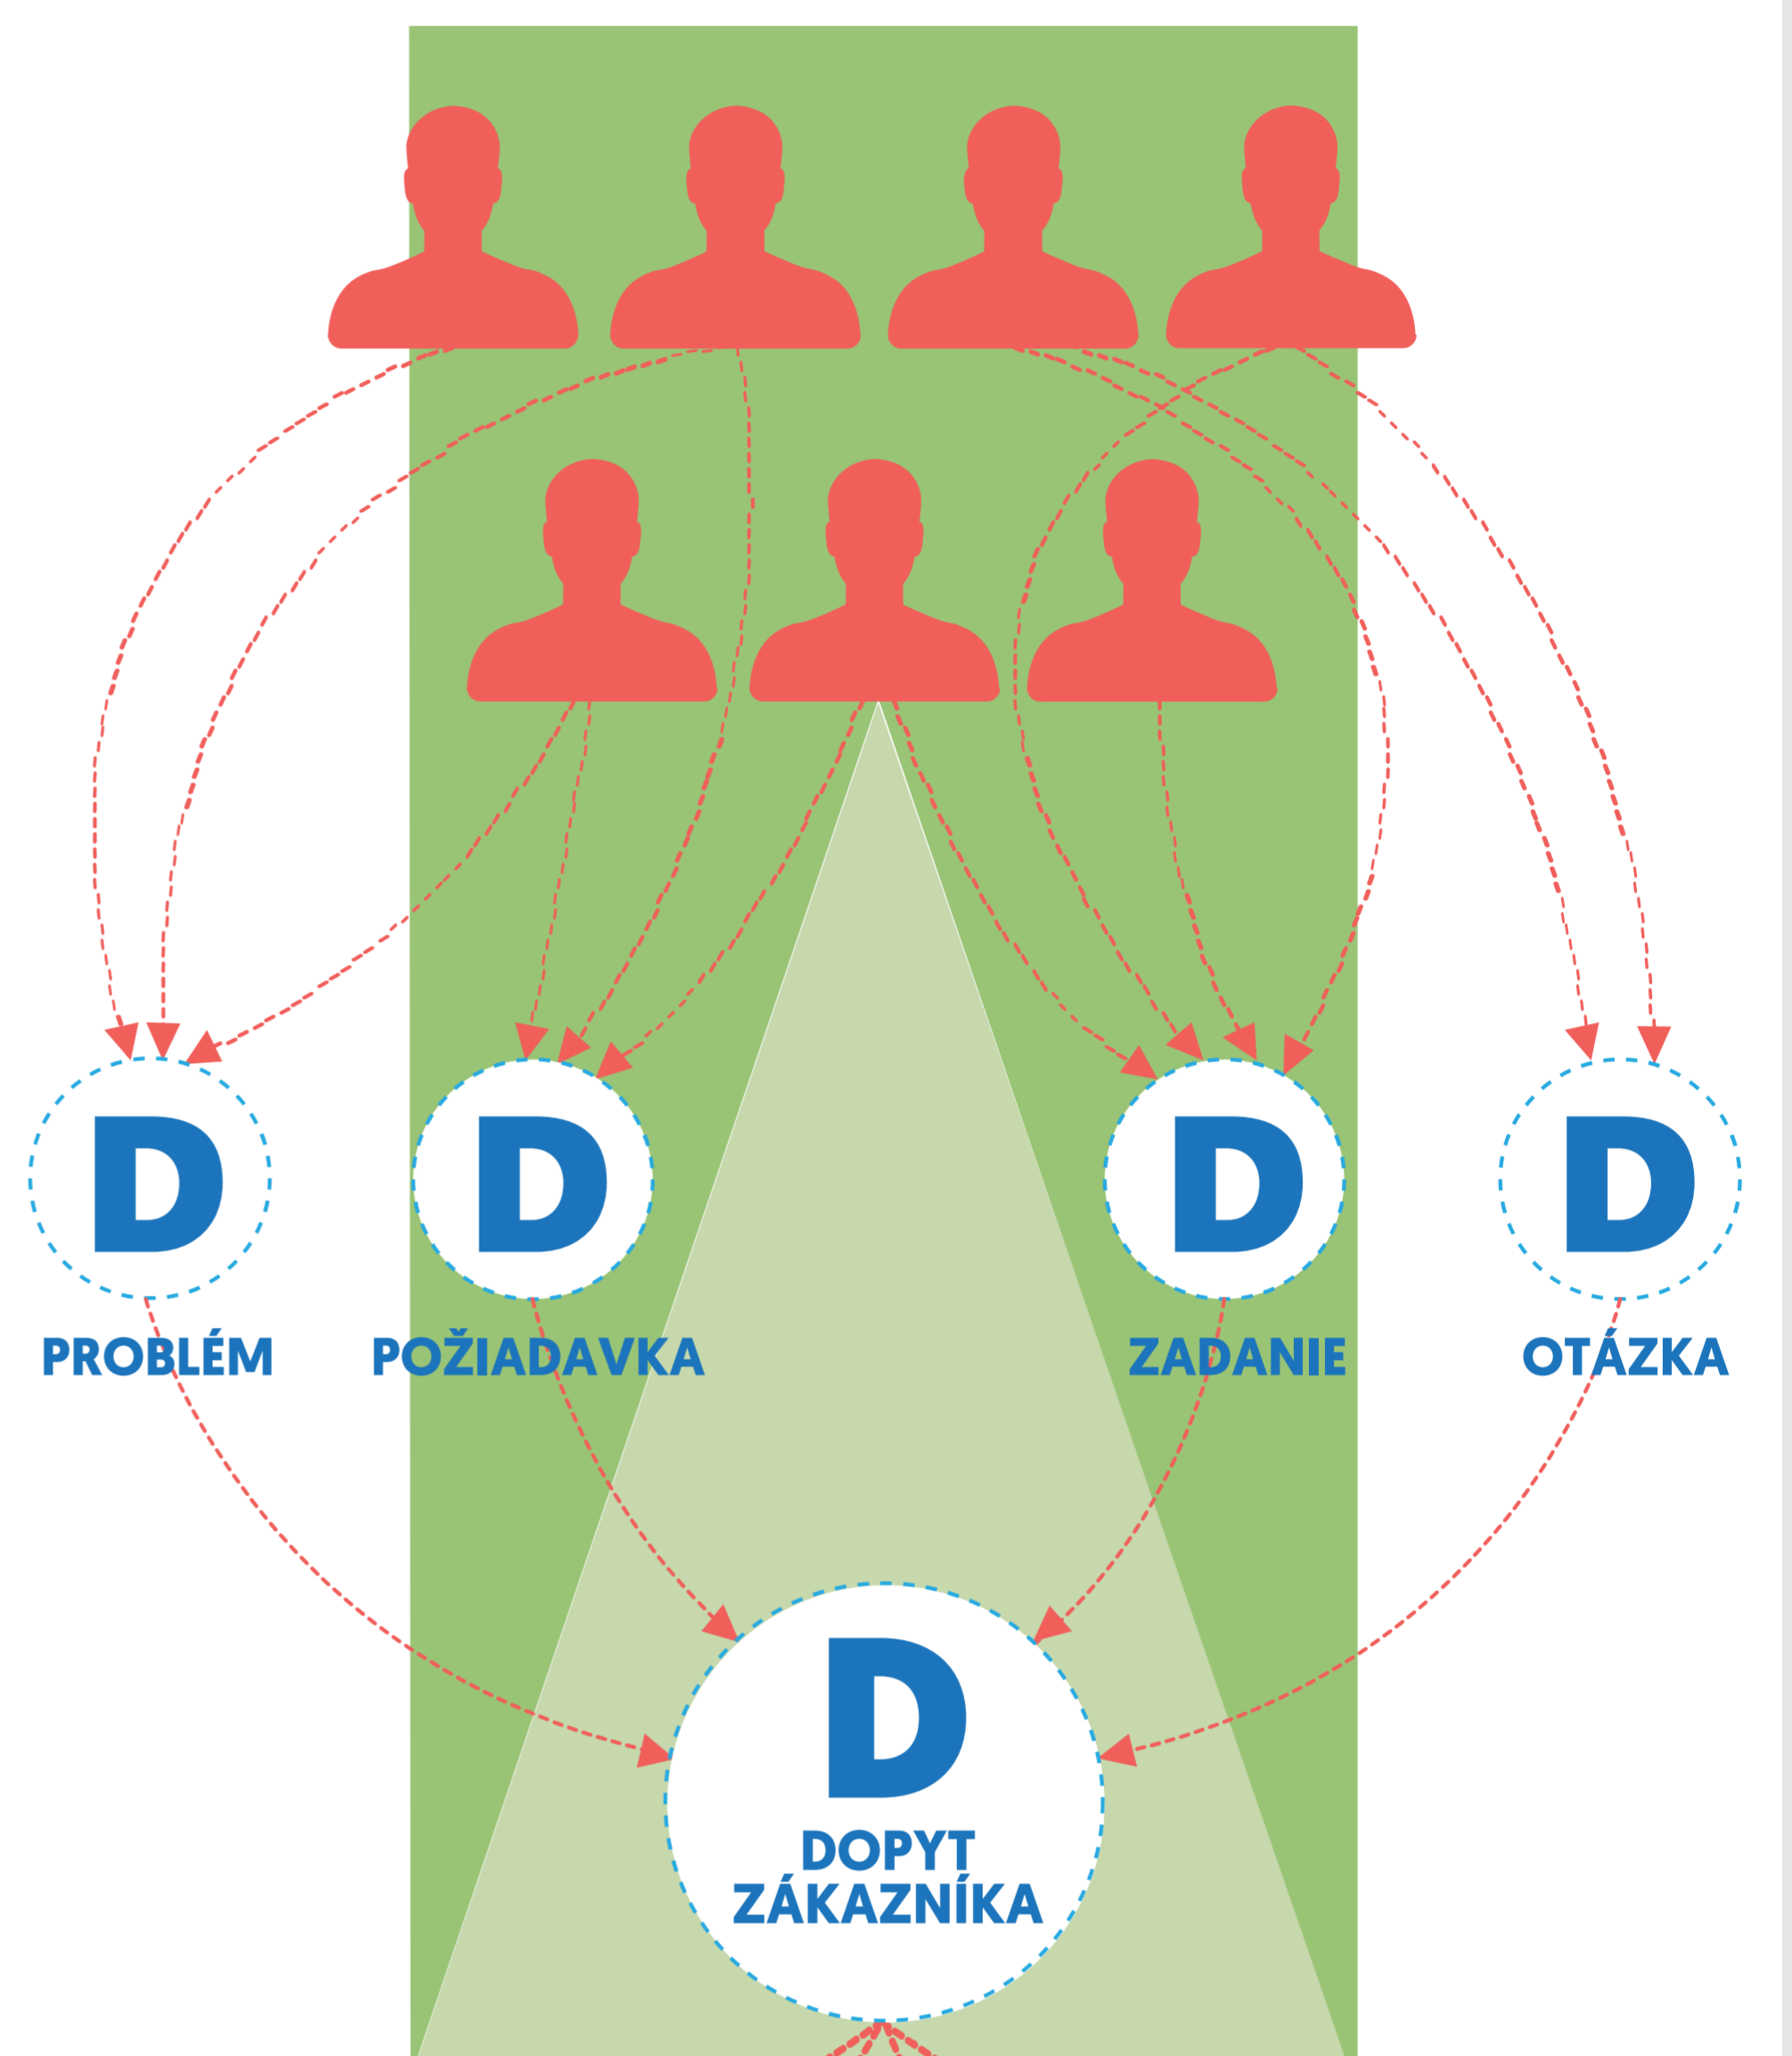 D
D
D
D
PROBLÉM
POŽIADAVKA
ZADANIE
OTÁZKA
D
DOPYT
ZÁKAZNÍKA